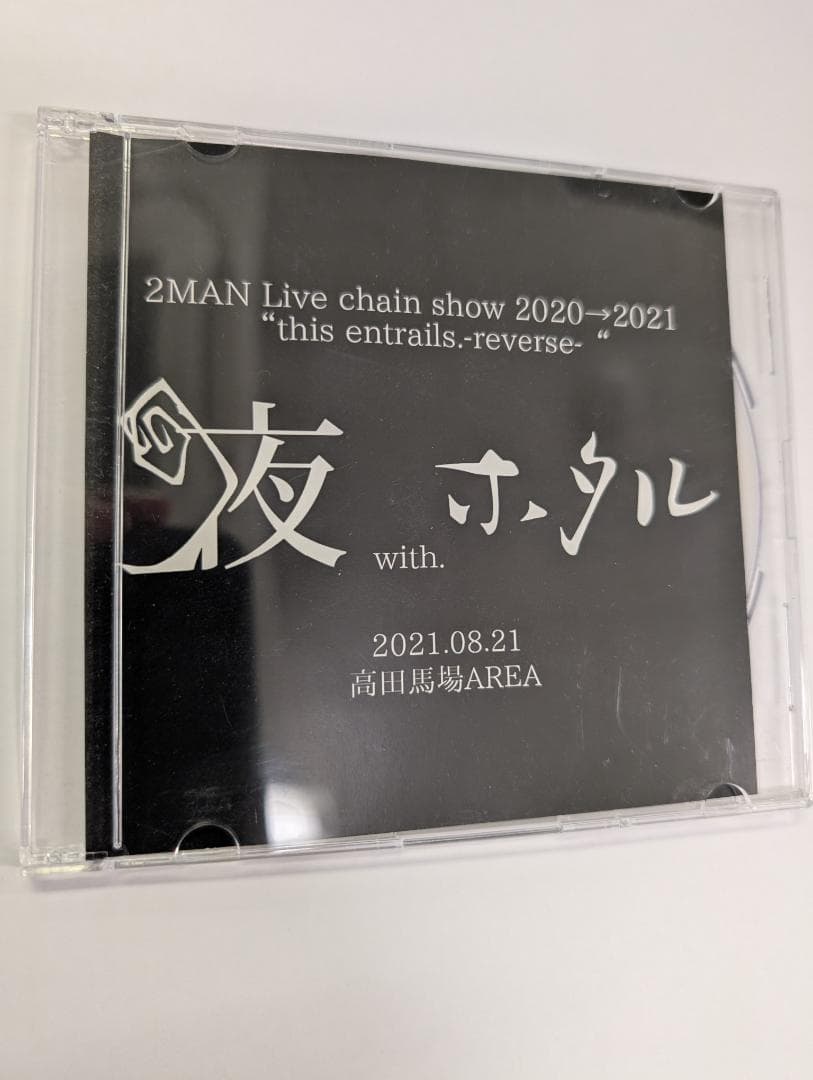 2MAN Live chain show 2020→2021
“this entrails.-reverse- “
夜 with. ホタル
2021.08.21
高田馬場AREA